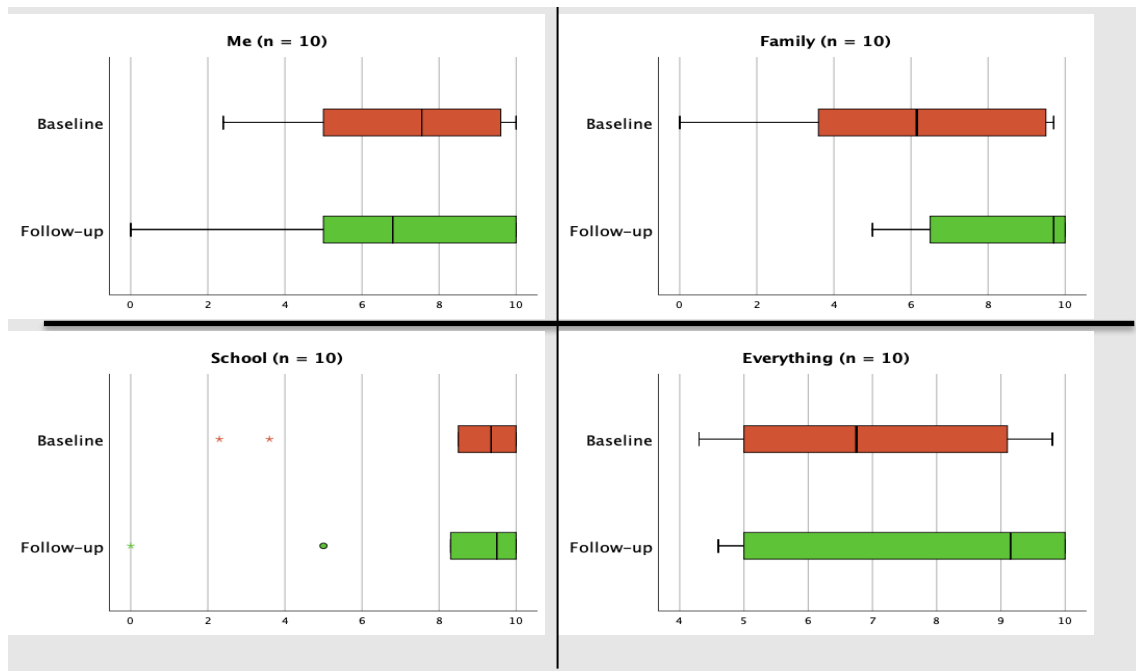 Me (n = 10)
Baseline
Follow-up
0 2 4 6 8 10
Family (n = 10)
Baseline
Follow-up
0 2 4 6 8 10
School (n = 10)
Baseline
Follow-up
0 2 4 6 8 10
Everything (n = 10)
Baseline
Follow-up
4 5 6 7 8 9 10